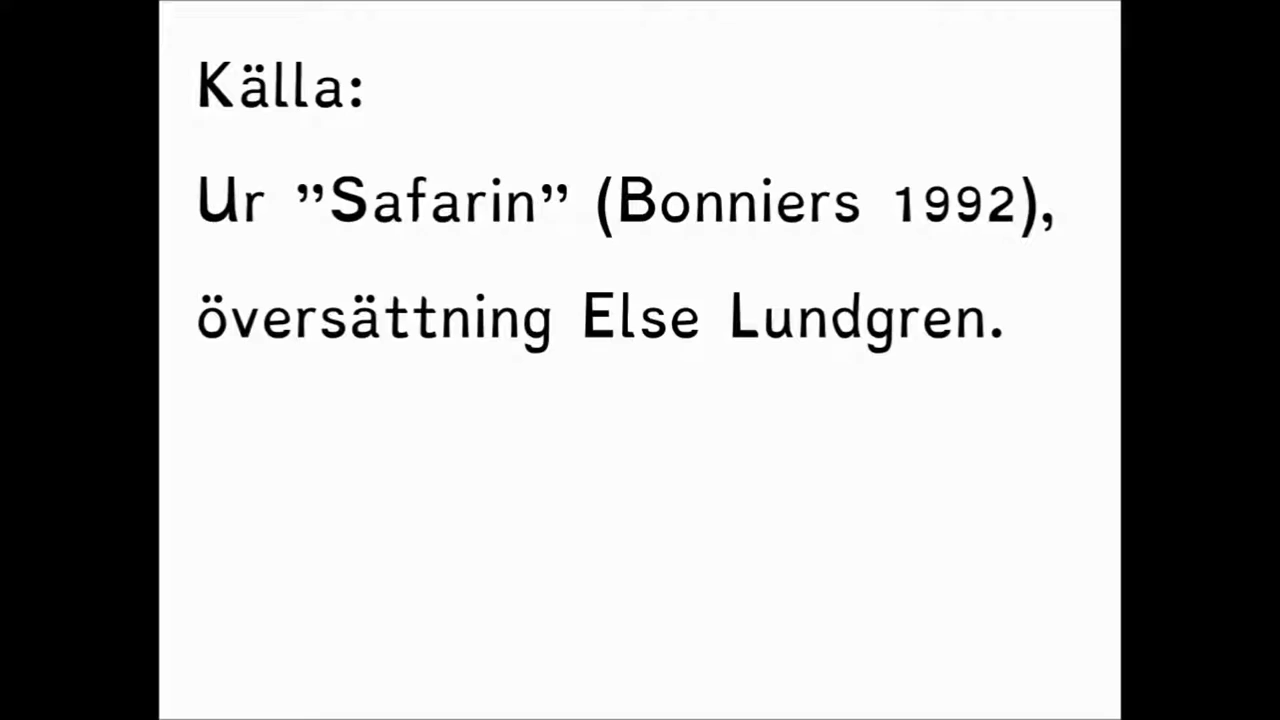 Källa:
Ur ”Safarin” (Bonniers 1992),
översättning Else Lundgren.